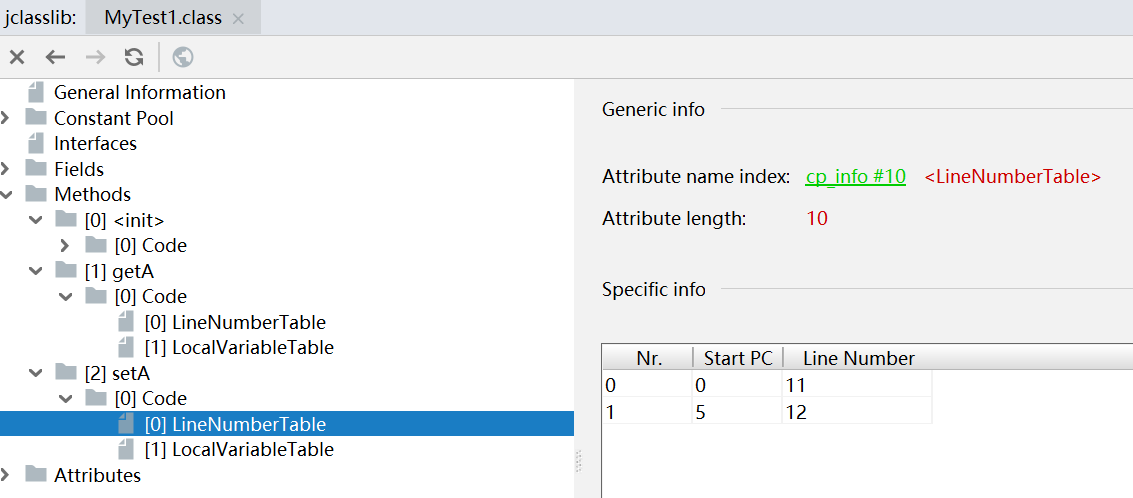 jclasslib: MyTest1.class
General Information
Constant Pool
Interfaces
Fields
Methods
[0] <init>
[0] Code
[1] getA
[0] Code
[0] LineNumberTable
[1] LocalVariableTable
[2] setA
[0] Code
[0] LineNumberTable
[1] LocalVariableTable
Attributes
Generic info
Attribute name index: cp_info #10 <LineNumberTable>
Attribute length: 10
Specific info
Nr. Start PC Line Number
0 0 11
1 5 12